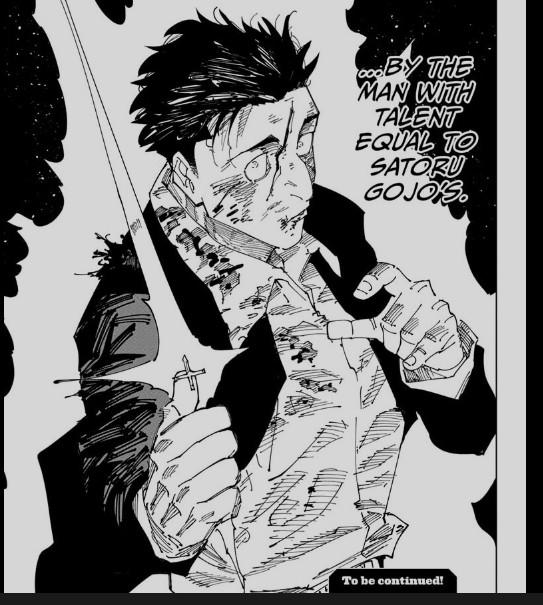 ...BY THE
MAN WITH
TALENT
EQUAL TO
SATORU
GOJO'S.
To be continued!